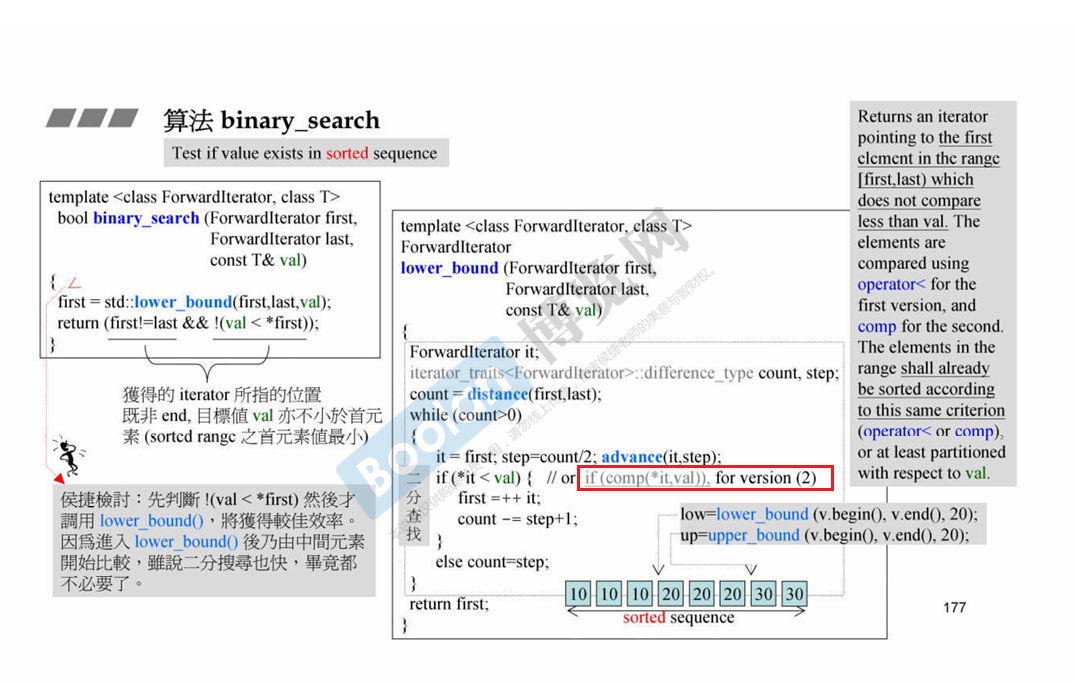 算法 binary_search
Test if value exists in sorted sequence
template <class ForwardIterator, class T>
bool binary_search (ForwardIterator first,
ForwardIterator last,
const T& val)
{
first = std::lower_bound(first,last,val);
return (first!=last && !(val < *first));
}
獲得的 iterator 所指的位置
既非 end, 目標值 val 亦不小於首元
素 (sorted range 之首元素值最小)
侯捷檢討：先判斷 !(val < *first) 然後才
調用 lower_bound()，將獲得較佳效率。
因爲進入 lower_bound() 後乃由中間元素
開始比較，雖說二分搜尋也快，畢竟都
不必要了。
template <class ForwardIterator, class T>
ForwardIterator
lower_bound (ForwardIterator first,
ForwardIterator last,
const T& val)
{
ForwardIterator it;
iterator_traits<ForwardIterator>::difference_type count, step;
count = distance(first,last);
while (count>0)
{
it = first; step=count/2; advance(it,step);
if (*it < val) { // or if (comp(*it,val)), for version (2)
first =++ it;
count -= step+1;
}
else count=step;
}
return first;
}
二分查找
low=lower_bound (v.begin(), v.end(), 20);
up=upper_bound (v.begin(), v.end(), 20);
10 10 10 20 20 20 30 30
sorted sequence
Returns an iterator
pointing to the first
element in the range
[first,last) which
does not compare
less than val. The
elements are
compared using
operator< for the
first version, and
comp for the second.
The elements in the
range shall already
be sorted according
to this same criterion
(operator< or comp),
or at least partitioned
with respect to val.
177
Boolan 博览网